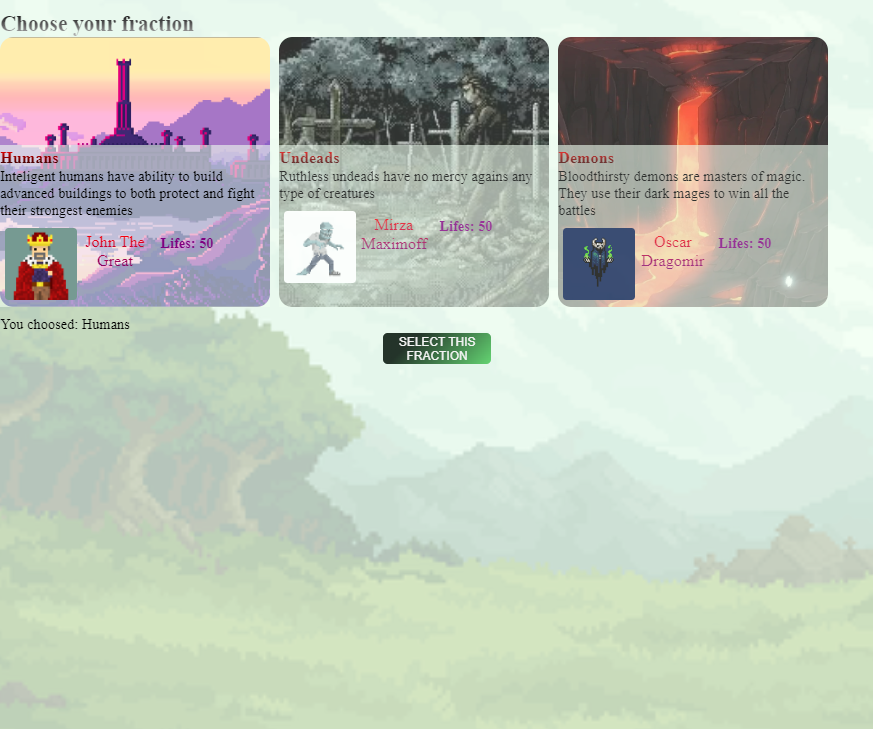 Choose your fraction
Humans
Inteligent humans have ability to build
advanced buildings to both protect and fight
their strongest enemies
John The
Great
Lifes: 50
Undeads
Ruthless undeads have no mercy agains any
type of creatures
Mirza
Maximoff
Lifes: 50
Demons
Bloodthirsty demons are masters of magic.
They use their dark mages to win all the
battles
Oscar
Dragomir
Lifes: 50
You choosed: Humans
SELECT THIS
FRACTION